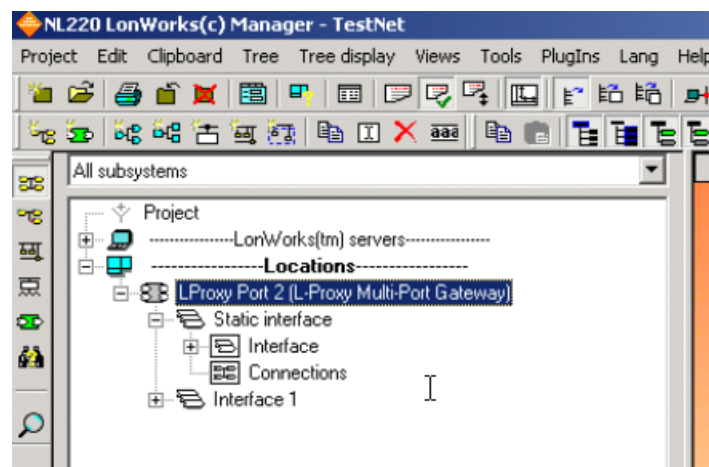 NL220 LonWorks(c) Manager - TestNet
Project Edit Clipboard Tree Tree display Views Tools PlugIns Lang Help
aaa
All subsystems
Project
----------------LonWorks(tm) servers----------------
-----------------Locations-----------------
LProxy Port 2 (L-Proxy Multi-Port Gateway)
Static interface
Interface
Connections
Interface 1